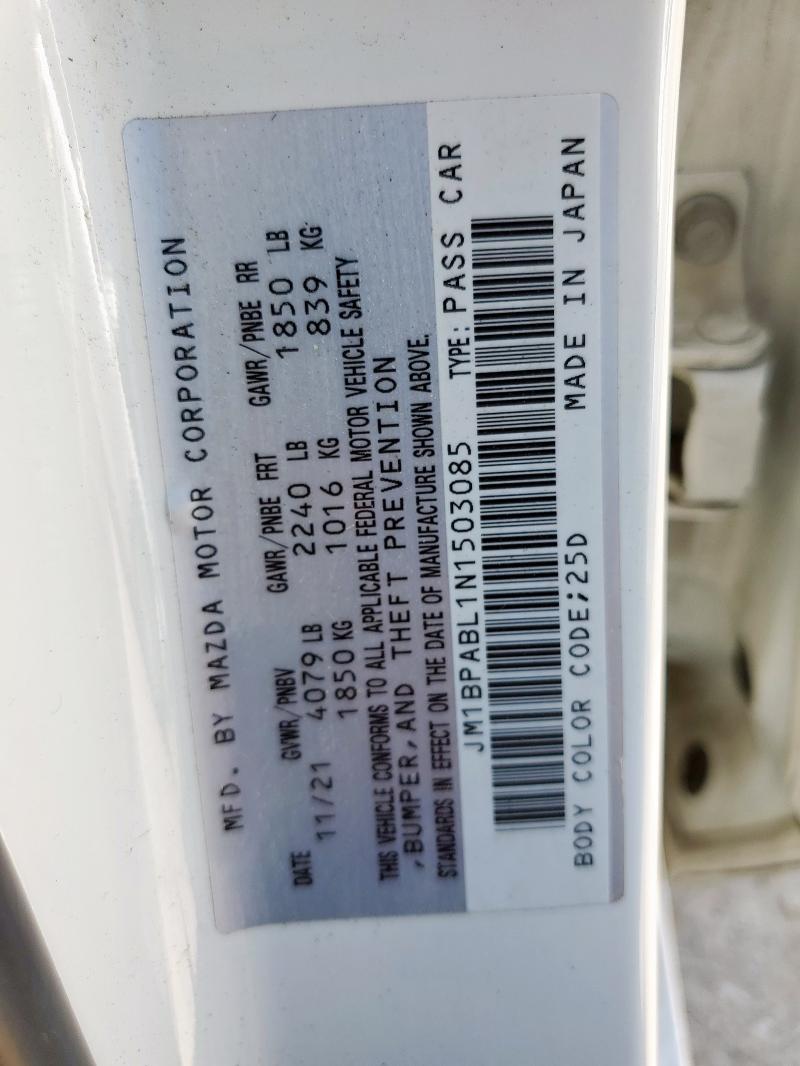 MFD. BY MAZDA MOTOR CORPORATION
DATE GVWR/PNBV GAWR/PNBE FRT GAWR/PNBE RR
11/21 4079 LB 2240 LB 1850 LB
1850 KG 1016 KG 839 KG
THIS VEHICLE CONFORMS TO ALL APPLICABLE FEDERAL MOTOR VEHICLE SAFETY
,BUMPER,AND THEFT PREVENTION
STANDARDS IN EFFECT ON THE DATE OF MANUFACTURE SHOWN ABOVE.
JM1BPABL1N1503085 TYPE: PASS CAR
BODY COLOR CODE;25D MADE IN JAPAN